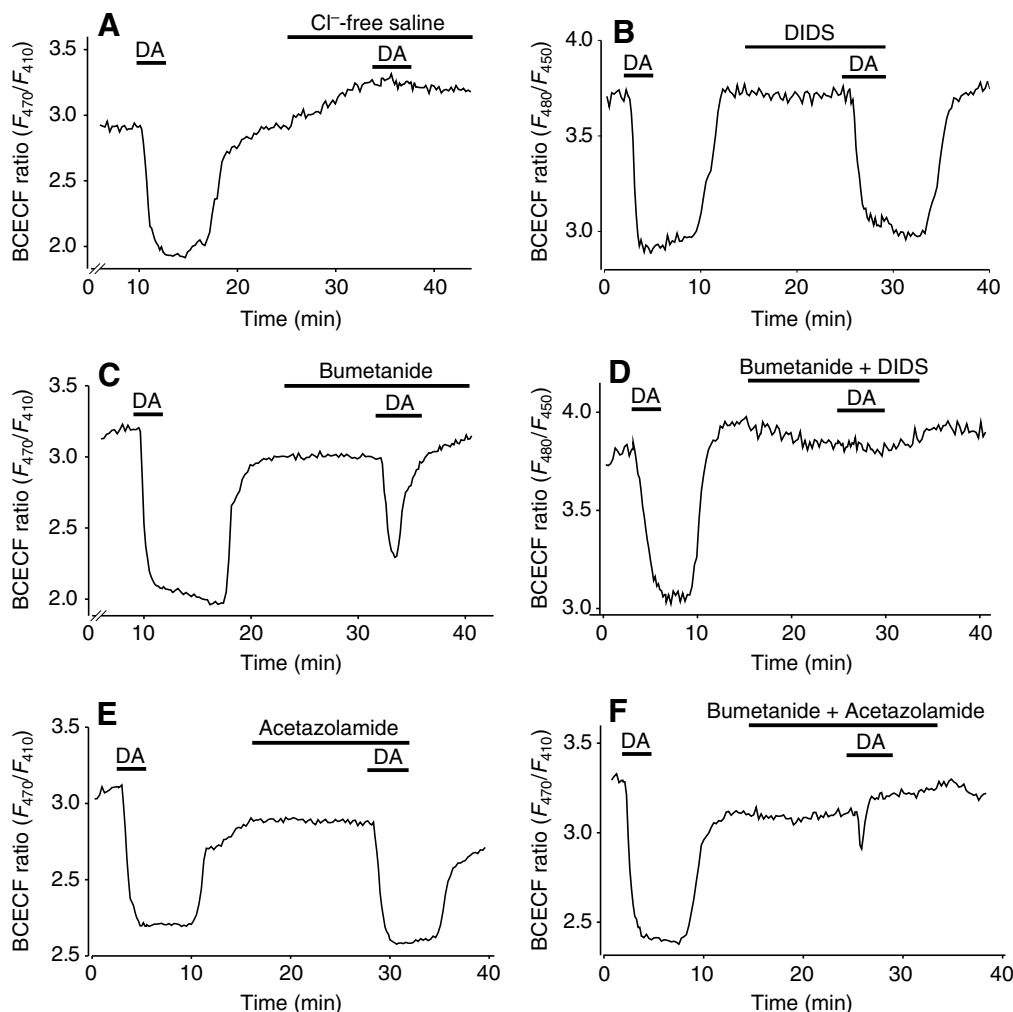 A
Cl⁻-free saline
DA
DA
3.5
3.0
2.5
2.0
BCECF ratio (F470/F410)
0 10 20 30 40
Time (min)
B
DIDS
DA
DA
4.0
3.5
3.0
BCECF ratio (F480/F450)
0 10 20 30 40
Time (min)
C
Bumetanide
DA
DA
3.5
3.0
2.5
2.0
BCECF ratio (F470/F410)
0 10 20 30 40
Time (min)
D
Bumetanide + DIDS
DA
DA
4.0
3.5
3.0
BCECF ratio (F480/F450)
0 10 20 30 40
Time (min)
E
Acetazolamide
DA
DA
3.5
3.0
2.5
2.5
BCECF ratio (F470/F410)
0 10 20 30 40
Time (min)
F
Bumetanide + Acetazolamide
DA
DA
3.5
3.0
2.5
BCECF ratio (F470/F410)
0 10 20 30 40
Time (min)